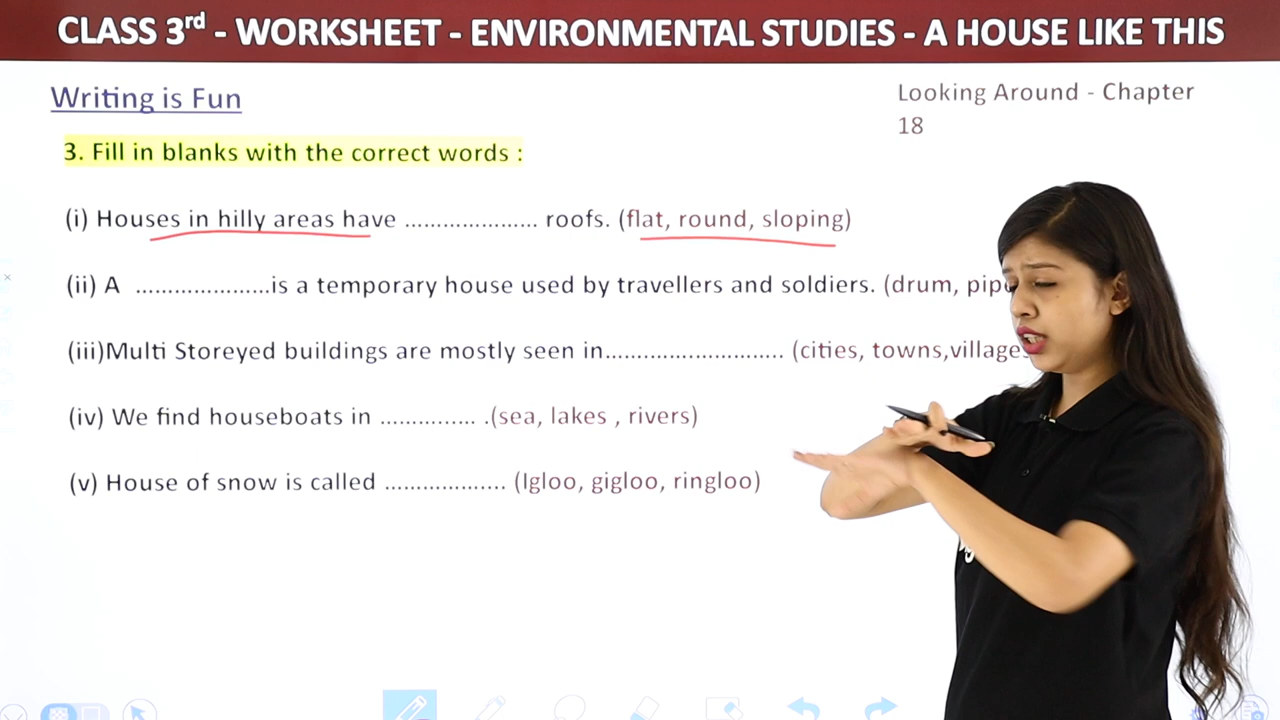 CLASS 3rd - WORKSHEET - ENVIRONMENTAL STUDIES - A HOUSE LIKE THIS
Writing is Fun
Looking Around - Chapter
18
3. Fill in blanks with the correct words :
(i) Houses in hilly areas have ..................... roofs. (flat, round, sloping)
(ii) A .....................is a temporary house used by travellers and soldiers. (drum,
(iii)Multi Storeyed buildings are mostly seen in............................ (cities, towns,village
(iv) We find houseboats in ............... .(sea, lakes , rivers)
(v) House of snow is called ................... (Igloo, gigloo, ringloo)